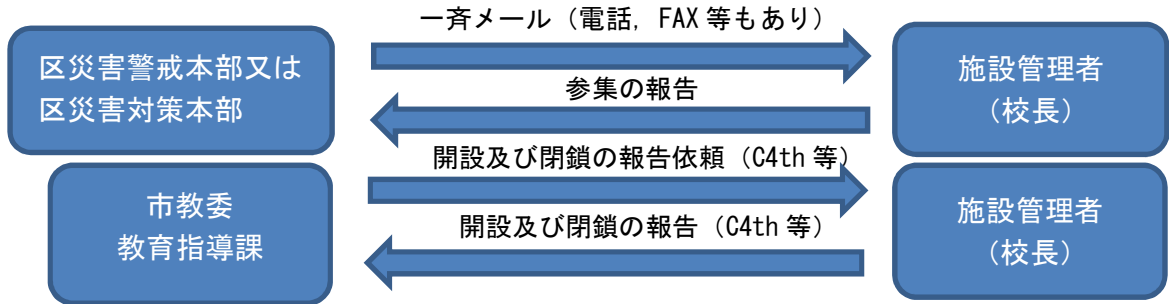 一斉メール（電話，FAX 等もあり）
区災害警戒本部又は
区災害対策本部
施設管理者
（校長）
参集の報告
開設及び閉鎖の報告依頼（C4th 等）
市教委
教育指導課
施設管理者
（校長）
開設及び閉鎖の報告（C4th 等）